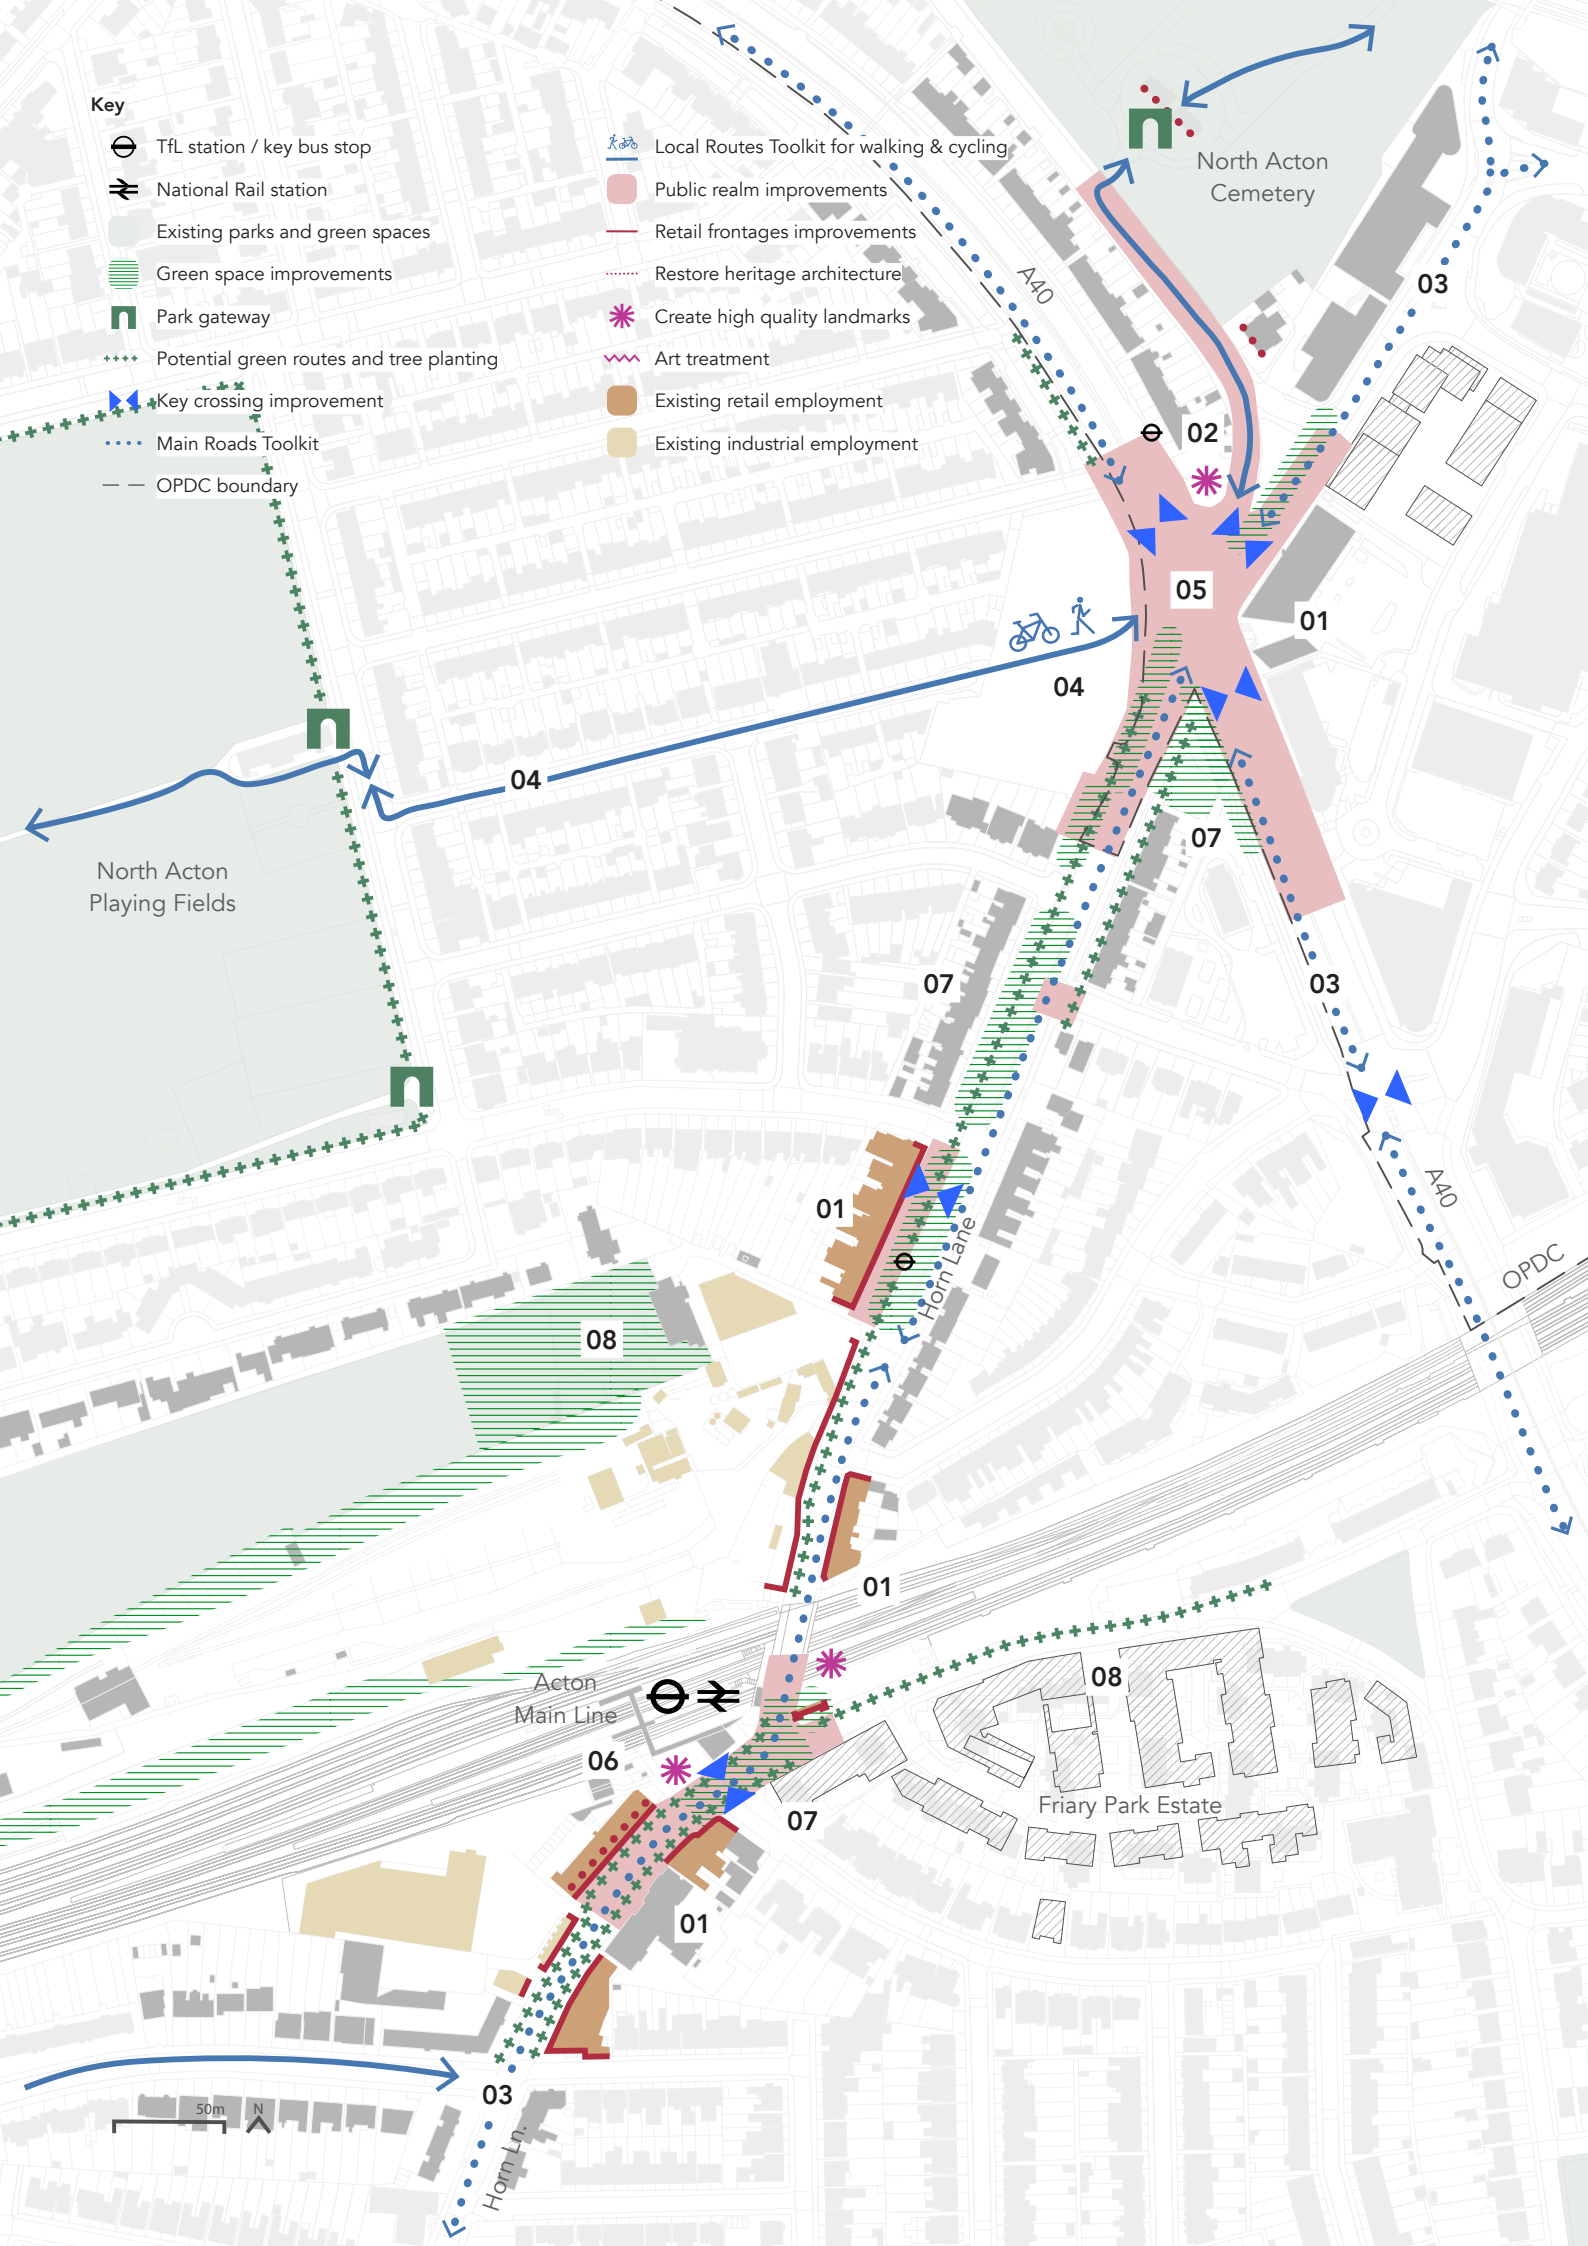 Key
TfL station / key bus stop
National Rail station
Existing parks and green spaces
Green space improvements
Park gateway
Potential green routes and tree planting
Key crossing improvement
Main Roads Toolkit
OPDC boundary
Local Routes Toolkit for walking & cycling
Public realm improvements
Retail frontages improvements
Restore heritage architecture
Create high quality landmarks
Art treatment
Existing retail employment
Existing industrial employment
North Acton
Cemetery
A40
03
02
05
01
04
04
07
North Acton
Playing Fields
07
03
A40
01
Horn Lane
OPDC
08
01
08
Acton
Main Line
06
Friary Park Estate
07
01
03
50m
N
Horn Ln.